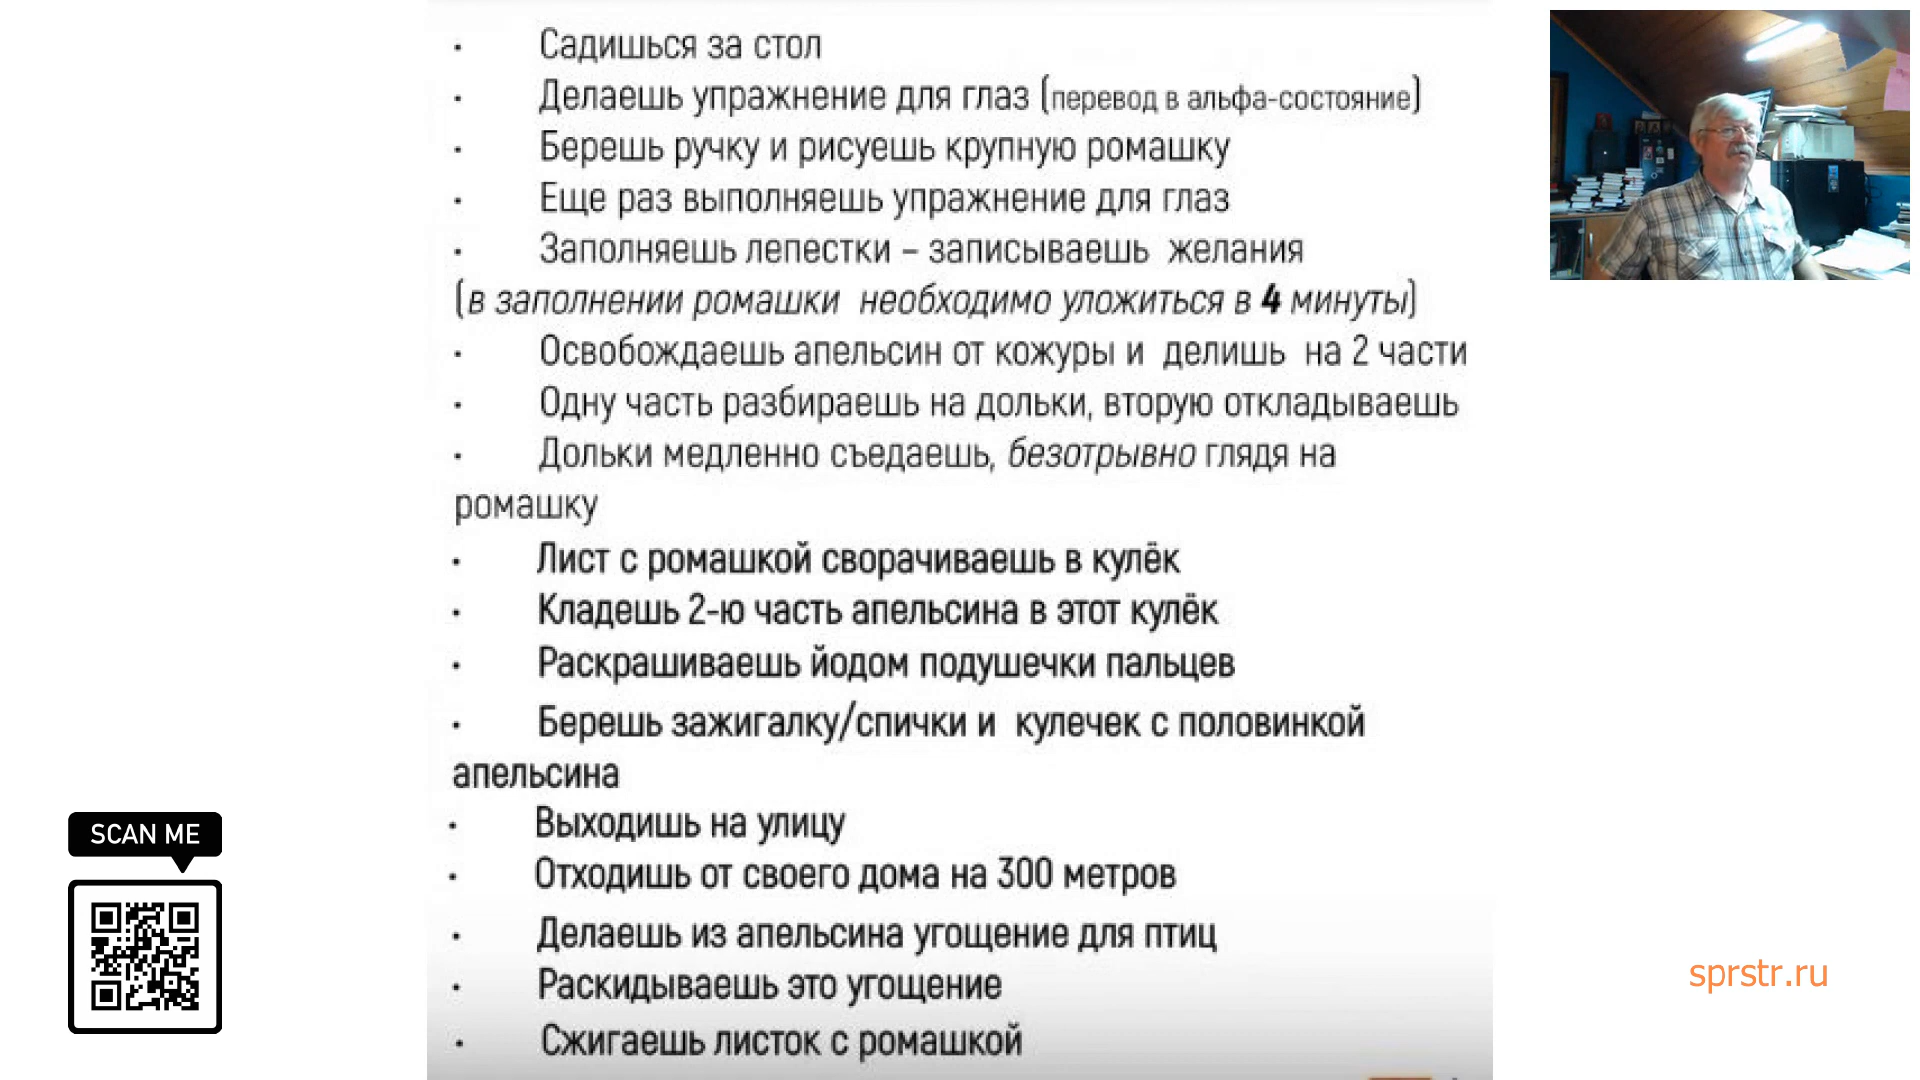 • Садишься за стол
• Делаешь упражнение для глаз (перевод в альфа-состояние)
• Берешь ручку и рисуешь крупную ромашку
• Еще раз выполняешь упражнение для глаз
• Заполняешь лепестки – записываешь желания
(в заполнении ромашки необходимо уложиться в 4 минуты)
• Освобождаешь апельсин от кожуры и делишь на 2 части
• Одну часть разбираешь на дольки, вторую откладываешь
• Дольки медленно съедаешь, безотрывно глядя на
ромашку
• Лист с ромашкой сворачиваешь в кулёк
• Кладешь 2-ю часть апельсина в этот кулёк
• Раскрашиваешь йодом подушечки пальцев
• Берешь зажигалку/спички и кулечек с половинкой
апельсина
• Выходишь на улицу
• Отходишь от своего дома на 300 метров
• Делаешь из апельсина угощение для птиц
• Раскидываешь это угощение
• Сжигаешь листок с ромашкой
SCAN ME
sprstr.ru